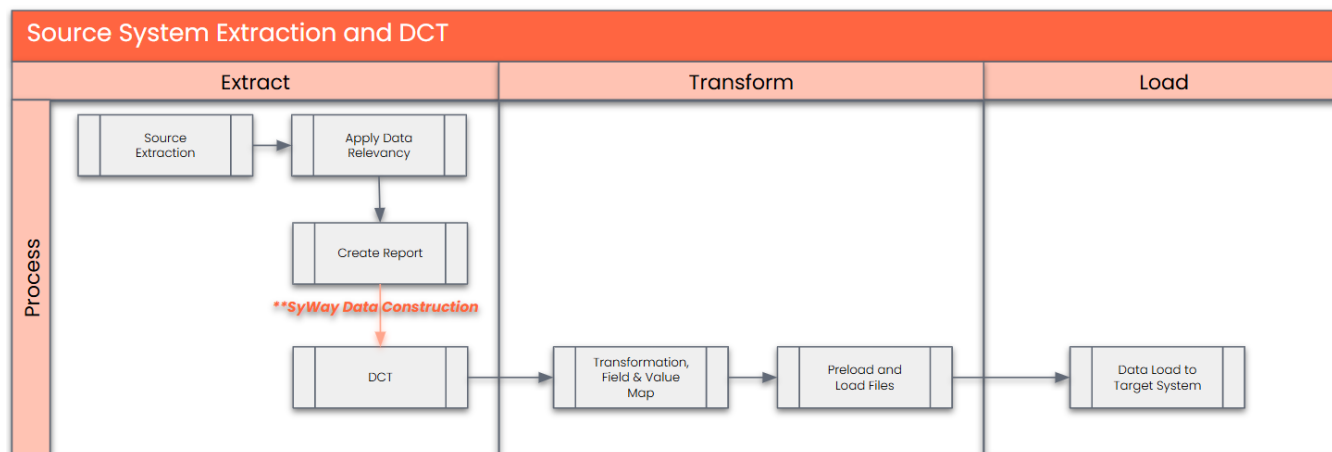 Source System Extraction and DCT
Extract
Transform
Load
Process
Source
Extraction
Apply Data
Relevancy
Create Report
**SyWay Data Construction
DCT
Transformation,
Field & Value
Map
Preload and
Load Files
Data Load to
Target System